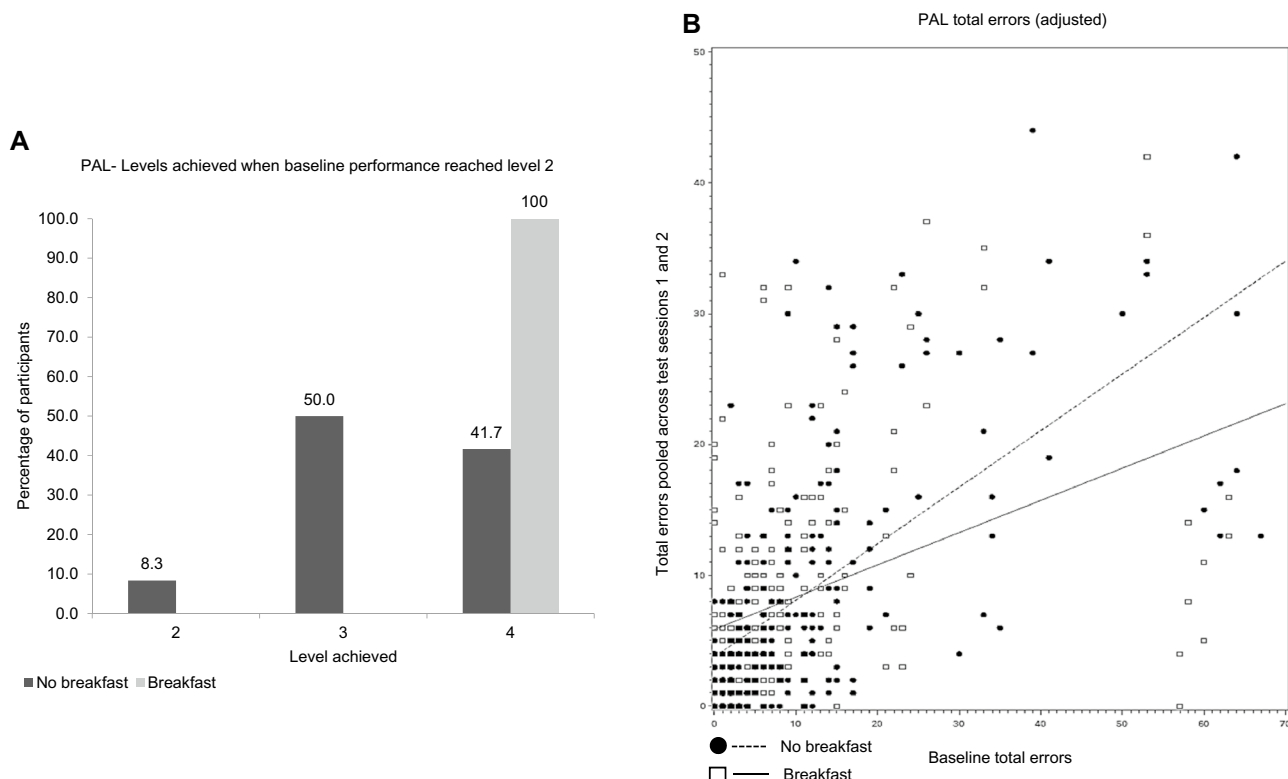 A
PAL- Levels achieved when baseline performance reached level 2
Percentage of participants
100.0
90.0
80.0
70.0
60.0
50.0
40.0
30.0
20.0
10.0
0.0
8.3
50.0
41.7
100
2 3 4
Level achieved
No breakfast Breakfast
B
PAL total errors (adjusted)
Total errors pooled across test sessions 1 and 2
50
40
30
20
10
0
0 10 20 30 40 50 60 70
Baseline total errors
No breakfast
Breakfast